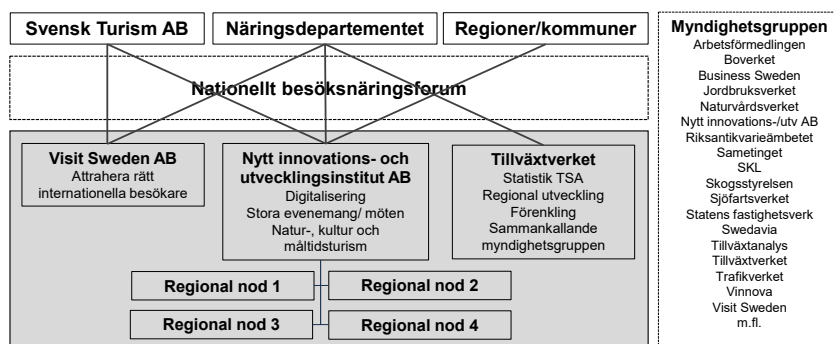 Svensk Turism AB
Näringsdepartementet
Regioner/kommuner
Nationellt besöksnäringsforum
Visit Sweden AB
Attrahera rätt
internationella besökare
Nytt innovations- och
utvecklingsinstitut AB
Digitalisering
Stora evenemang/ möten
Natur-, kultur och
måltidsturism
Tillväxtverket
Statistik TSA
Regional utveckling
Förenkling
Sammankallande
myndighetsgruppen
Regional nod 1
Regional nod 2
Regional nod 3
Regional nod 4
Myndighetsgruppen
Arbetsförmedlingen
Boverket
Business Sweden
Jordbruksverket
Naturvårdsverket
Nytt innovations-/utv AB
Riksantikvarieämbetet
Sametinget
SKL
Skogsstyrelsen
Sjöfartsverket
Statens fastighetsverk
Swedavia
Tillväxtanalys
Tillväxtverket
Trafikverket
Vinnova
Visit Sweden
m.fl.